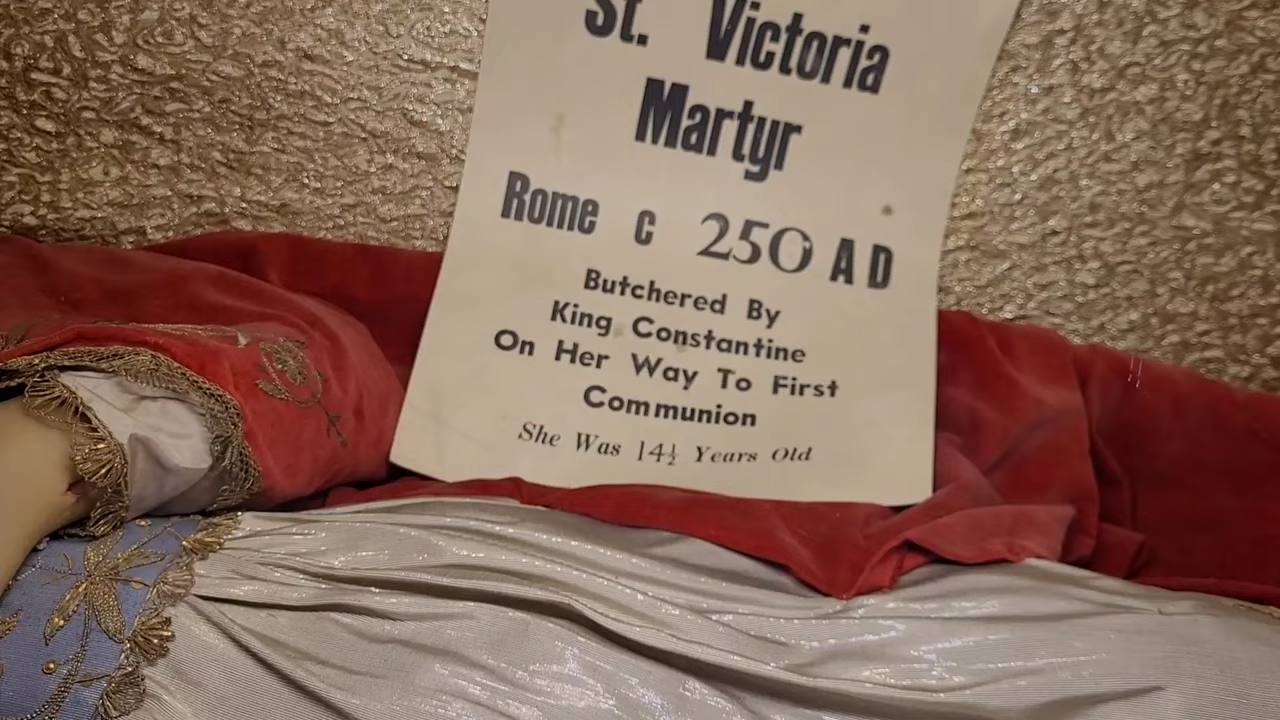 St. Victoria
Martyr
Rome c 250 AD
Butchered By
King Constantine
On Her Way To First
Communion
She Was 14½ Years Old